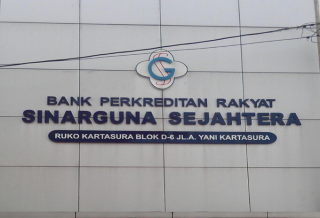 G
BANK PERKREDITAN RAKYAT
SINARGUNA SEJAHTERA
RUKO KARTASURA BLOK D-6 JL.A. YANI KARTASURA